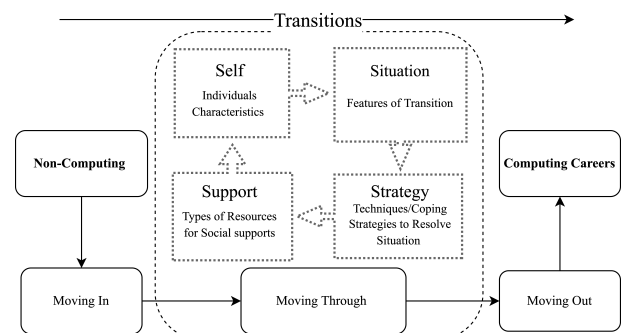 Transitions
Self
Individuals
Characteristics
Situation
Features of Transition
Non-Computing
Support
Types of Resources
for Social supports
Strategy
Techniques/Coping
Strategies to Resolve
Situation
Computing Careers
Moving In
Moving Through
Moving Out